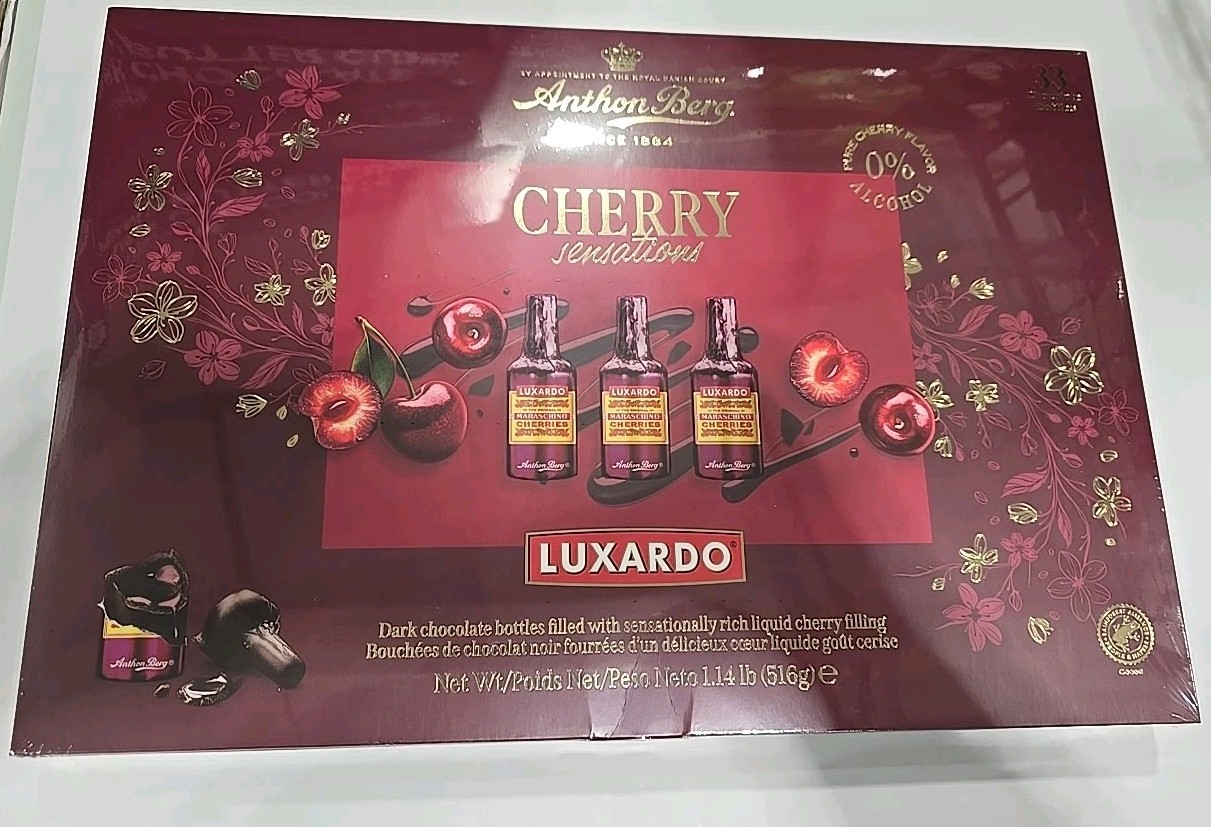 BY APPOINTMENT TO THE ROYAL DANISH COURT
Anthon Berg.
SINCE 1884
33
PURE CHERRY FLAVOR
0%
ALCOHOL
CHERRY
sensations
LUXARDO
MARASCHINO
CHERRIES
Anthon Berg®
LUXARDO
MARASCHINO
CHERRIES
Anthon Berg®
LUXARDO
MARASCHINO
CHERRIES
Anthon Berg®
LUXARDO®
Anthon Berg®
Dark chocolate bottles filled with sensationally rich liquid cherry filling
Bouchées de chocolat noir fourrées d'un délicieux cœur liquide goût cerise
Net Wt/Poids Net/Peso Neto 1.14 lb (516g) ℮